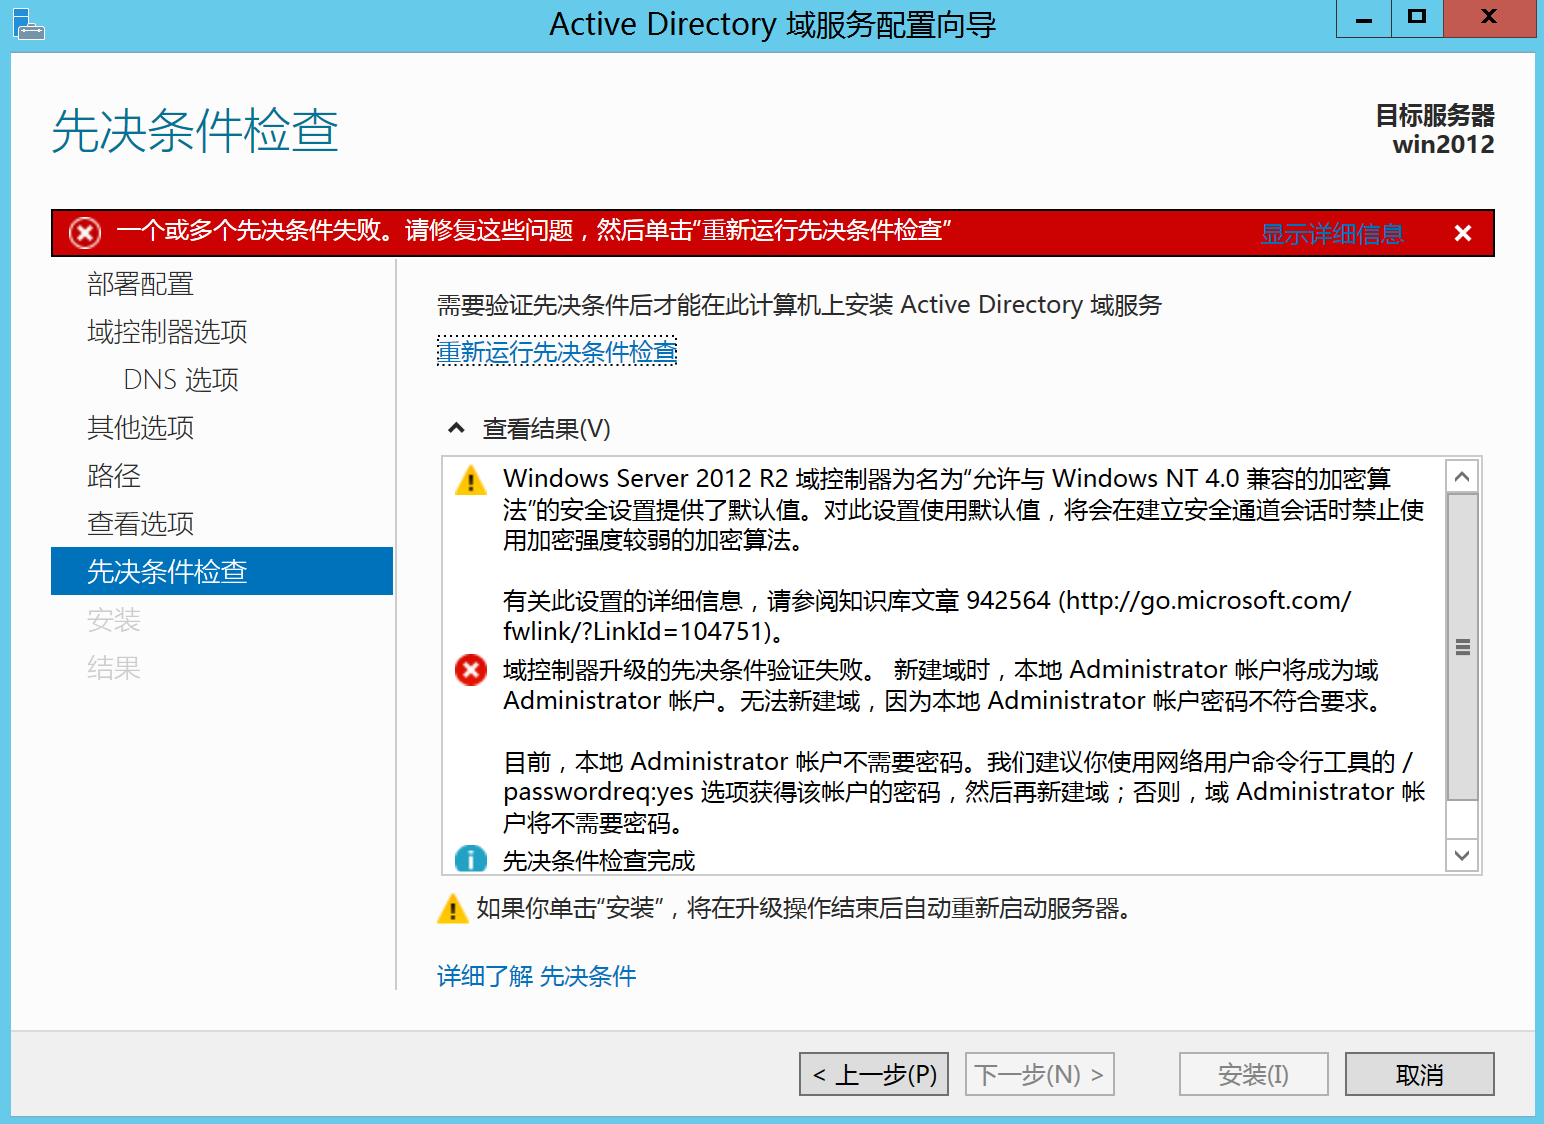 Active Directory 域服务配置向导
先决条件检查
目标服务器
win2012
一个或多个先决条件失败。请修复这些问题，然后单击"重新运行先决条件检查"
显示详细信息
部署配置
域控制器选项
DNS 选项
其他选项
路径
查看选项
先决条件检查
安装
结果
需要验证先决条件后才能在此计算机上安装 Active Directory 域服务
重新运行先决条件检查
查看结果(V)
Windows Server 2012 R2 域控制器为名为"允许与 Windows NT 4.0 兼容的加密算
法"的安全设置提供了默认值。对此设置使用默认值，将会在建立安全通道会话时禁止使
用加密强度较弱的加密算法。
有关此设置的详细信息，请参阅知识库文章 942564 (http://go.microsoft.com/
fwlink/?LinkId=104751)。
域控制器升级的先决条件验证失败。 新建域时，本地 Administrator 帐户将成为域
Administrator 帐户。无法新建域，因为本地 Administrator 帐户密码不符合要求。
目前，本地 Administrator 帐户不需要密码。我们建议你使用网络用户命令行工具的 /
passwordreq:yes 选项获得该帐户的密码，然后再新建域；否则，域 Administrator 帐
户将不需要密码。
先决条件检查完成
如果你单击"安装"，将在升级操作结束后自动重新启动服务器。
详细了解 先决条件
< 上一步(P)
下一步(N) >
安装(I)
取消